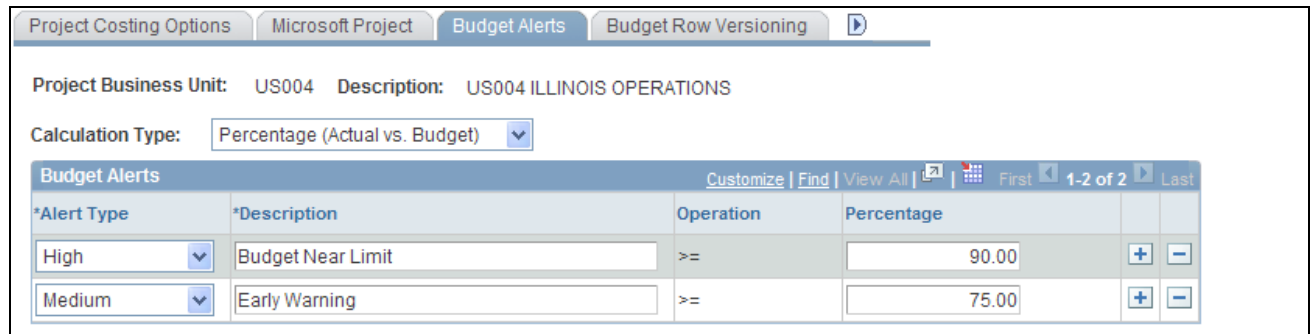 Project Costing Options Microsoft Project Budget Alerts Budget Row Versioning
Project Business Unit: US004 Description: US004 ILLINOIS OPERATIONS
Calculation Type: Percentage (Actual vs. Budget)
Budget Alerts Customize | Find | View All | | First 1-2 of 2 Last
*Alert Type *Description Operation Percentage
High Budget Near Limit >= 90.00 + -
Medium Early Warning >= 75.00 + -